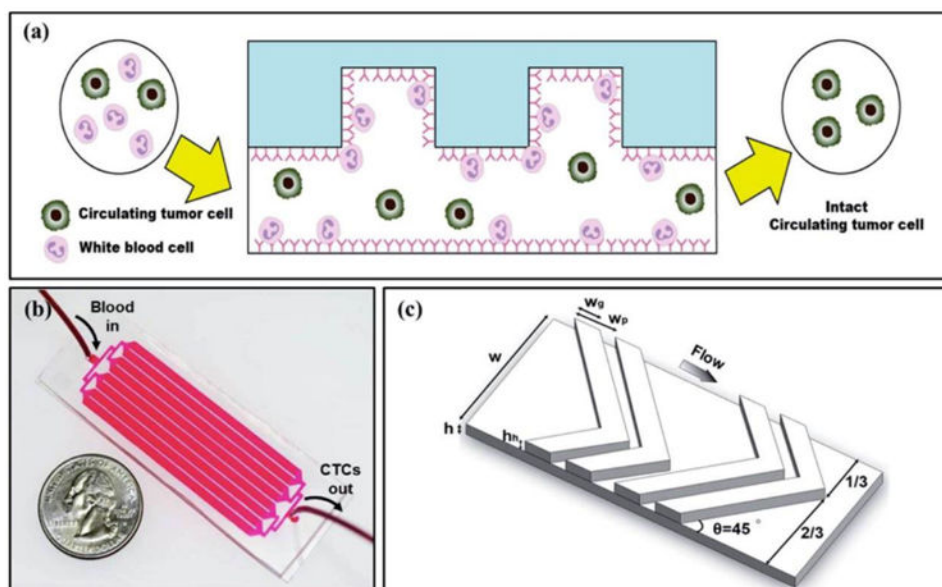 (a)
Circulating tumor cell
White blood cell
Intact
Circulating tumor cell
(b)
Blood
in
CTCs
out
(c)
wg
wp
w
Flow
h
hh
1/3
θ=45°
2/3